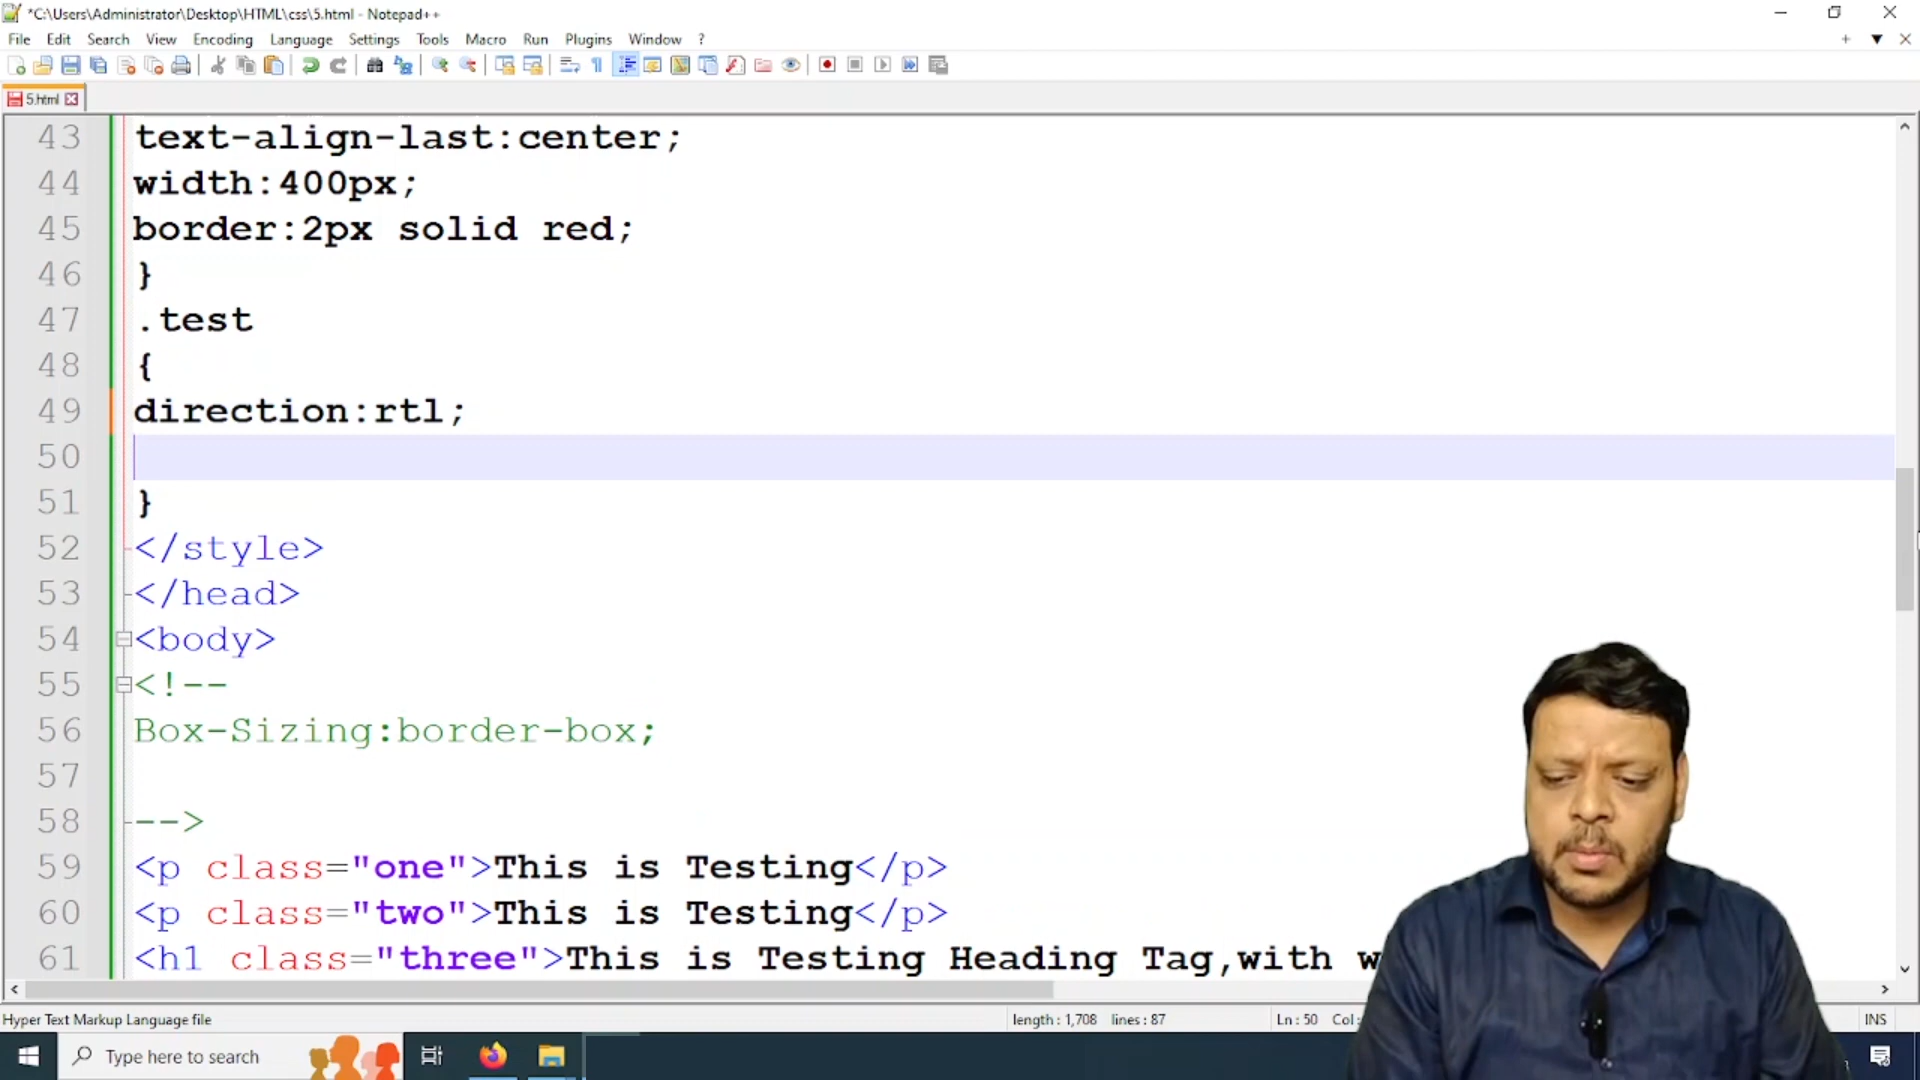 *C:\Users\Administrator\Desktop\HTML\css\5.html - Notepad++
File Edit Search View Encoding Language Settings Tools Macro Run Plugins Window ?
5.html
43 text-align-last:center;
44 width:400px;
45 border:2px solid red;
46 }
47 .test
48 {
49 direction:rtl;
50
51 }
52 </style>
53 </head>
54 <body>
55 <!--
56 Box-Sizing:border-box;
57
58 -->
59 <p class="one">This is Testing</p>
60 <p class="two">This is Testing</p>
61 <h1 class="three">This is Testing Heading Tag,with w
Hyper Text Markup Language file length : 1,708 lines : 87 Ln : 50 Col : INS
Type here to search